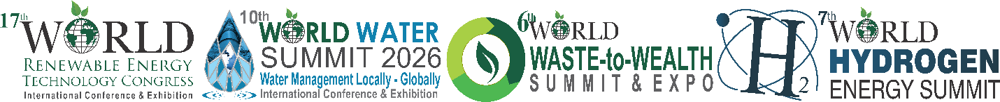 17th WORLD
RENEWABLE ENERGY
TECHNOLOGY CONGRESS
International Conference & Exhibition
10th WORLD WATER
SUMMIT 2026
Water Management Locally - Globally
International Conference & Exhibition
6th WORLD
WASTE-to-WEALTH
SUMMIT & EXPO
H2
7th WORLD
HYDROGEN
ENERGY SUMMIT